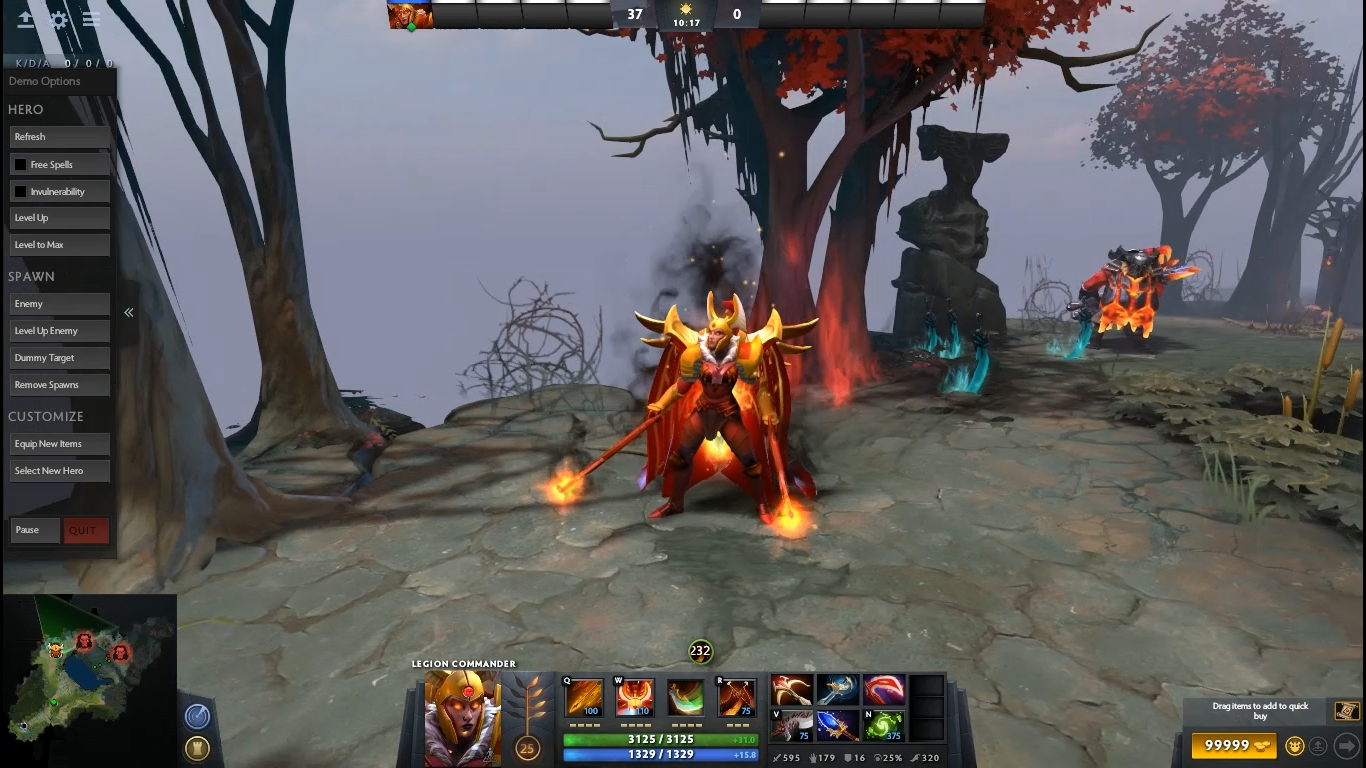 37
10:17
0
K/D/A 0 / 0 / 0
Demo Options
HERO
Refresh
Free Spells
Invulnerability
Level Up
Level to Max
SPAWN
Enemy
Level Up Enemy
Dummy Target
Remove Spawns
CUSTOMIZE
Equip New Items
Select New Hero
Pause QUIT
232
LEGION COMMANDER
Q 100 W 110 R 75
V 75 N 375
25
3125 / 3125 +31.0
1329 / 1329 +15.8
595 179 16 25% 320
Drag items to add to quick
buy
99999